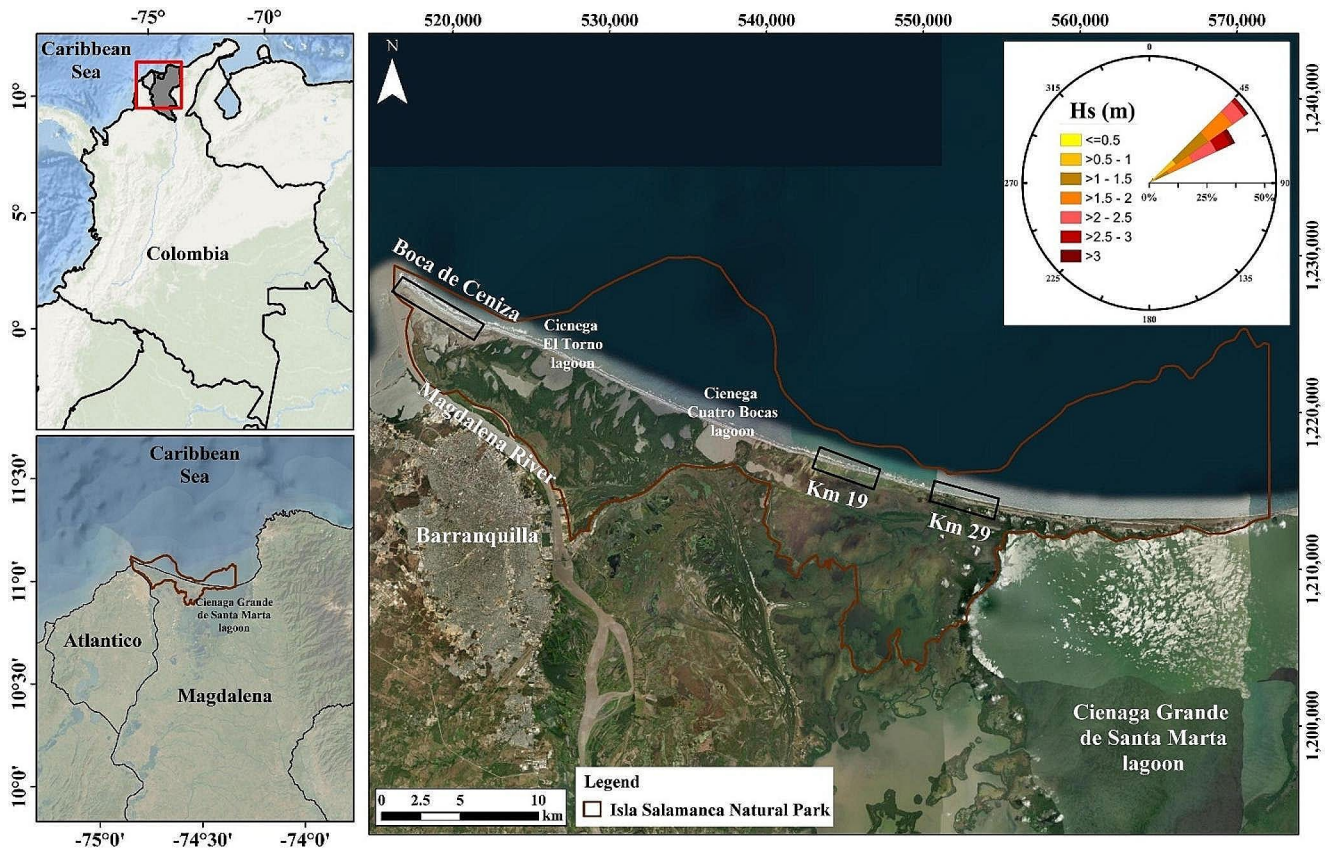 -75°
-70°
Caribbean
Sea
10°
5°
0°
Colombia
Caribbean
Sea
11°30'
11°0'
10°30'
10°0'
Cienaga Grande
de Santa Marta
lagoon
Atlantico
Magdalena
-75°0'
-74°30'
-74°0'
520,000
530,000
540,000
550,000
560,000
570,000
1,240,000
1,230,000
1,220,000
1,210,000
1,200,000
N
Hs (m)
<=0.5
>0.5 - 1
>1 - 1.5
>1.5 - 2
>2 - 2.5
>2.5 - 3
>3
0
45
90
135
180
225
270
315
0%
25%
50%
Boca de Ceniza
Cienega
El Torno
lagoon
Cienega
Cuatro Bocas
lagoon
Magdalena River
Km 19
Km 29
Barranquilla
Cienaga Grande
de Santa Marta
lagoon
Legend
Isla Salamanca Natural Park
0 2.5 5 10
km